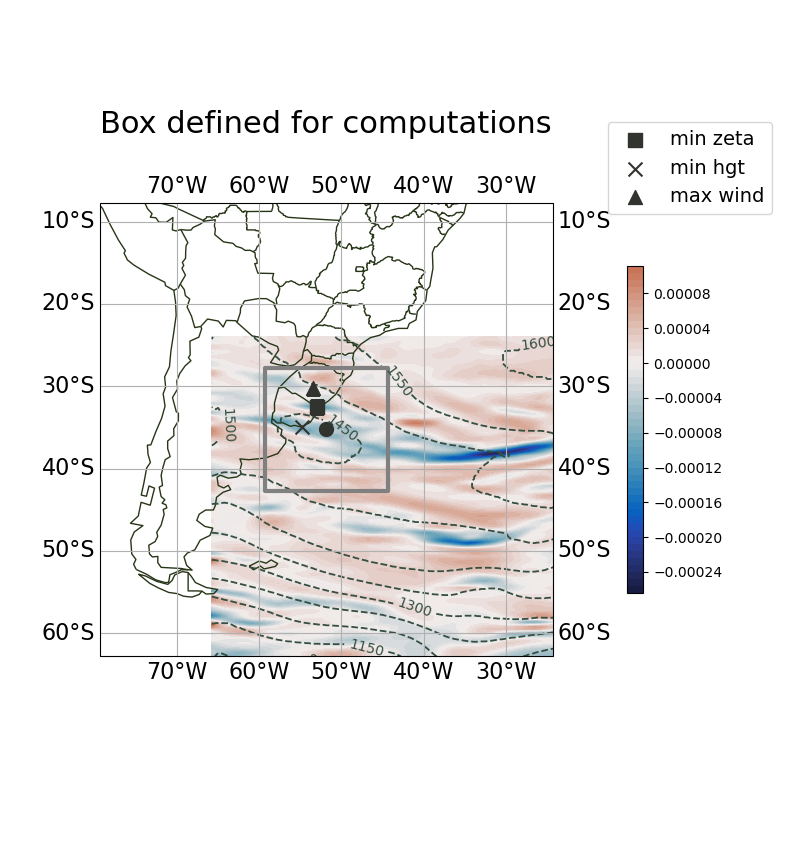 Box defined for computations
min zeta
min hgt
max wind
70°W 60°W 50°W 40°W 30°W
10°S 10°S
20°S 20°S
30°S 30°S
40°S 40°S
50°S 50°S
60°S 60°S
1600
1550
1500
1450
1300
1150
70°W 60°W 50°W 40°W 30°W
0.00008
0.00004
0.00000
−0.00004
−0.00008
−0.00012
−0.00016
−0.00020
−0.00024